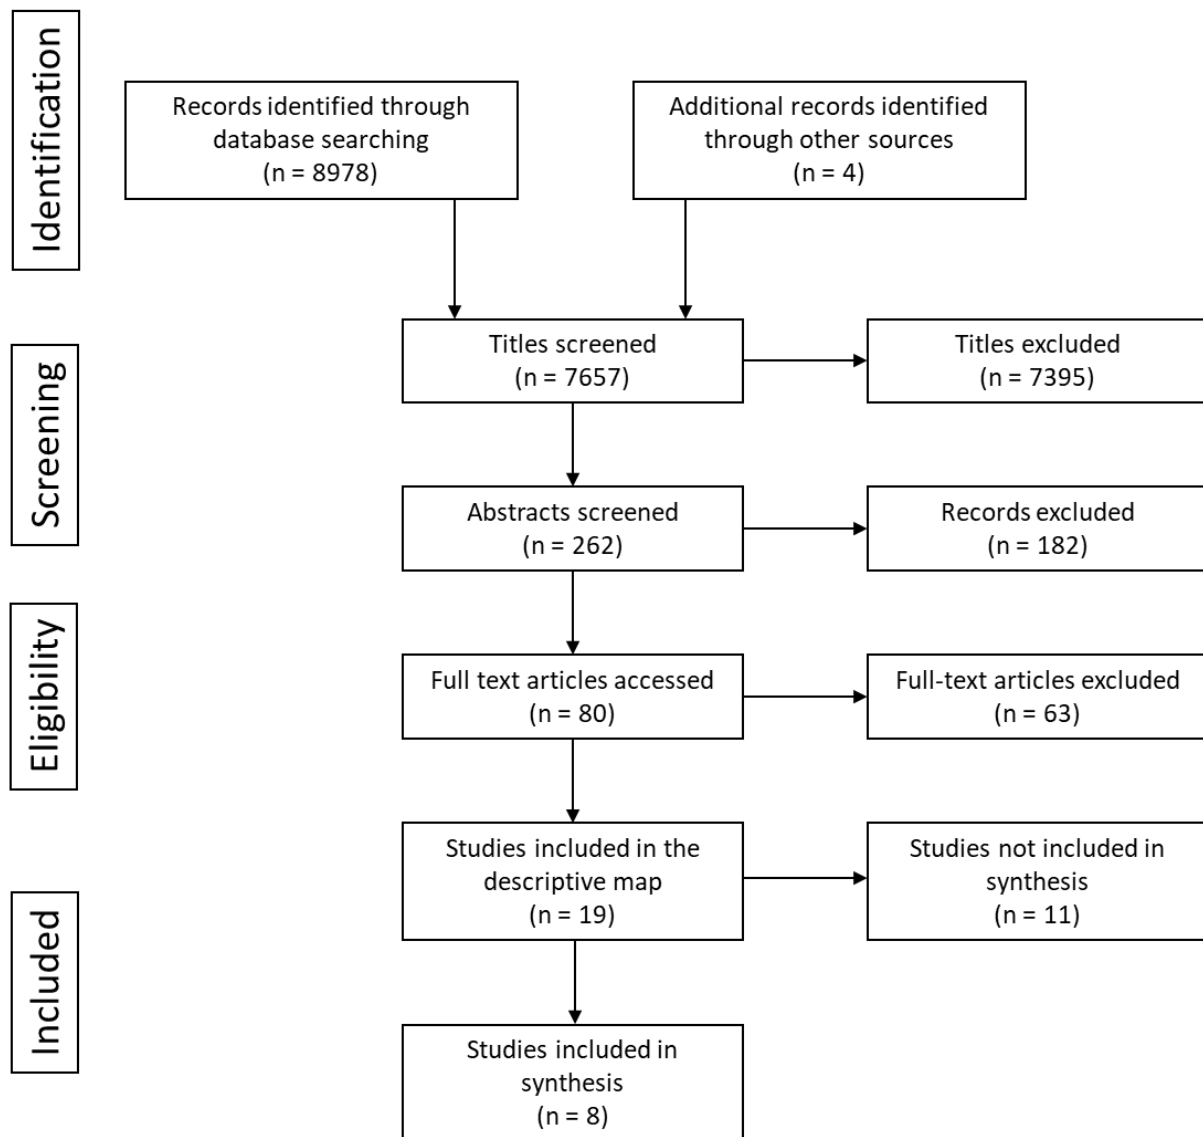 Identification
Records identified through
database searching
(n = 8978)
Additional records identified
through other sources
(n = 4)
Screening
Titles screened
(n = 7657)
Titles excluded
(n = 7395)
Abstracts screened
(n = 262)
Records excluded
(n = 182)
Eligibility
Full text articles accessed
(n = 80)
Full-text articles excluded
(n = 63)
Included
Studies included in the
descriptive map
(n = 19)
Studies not included in
synthesis
(n = 11)
Studies included in
synthesis
(n = 8)